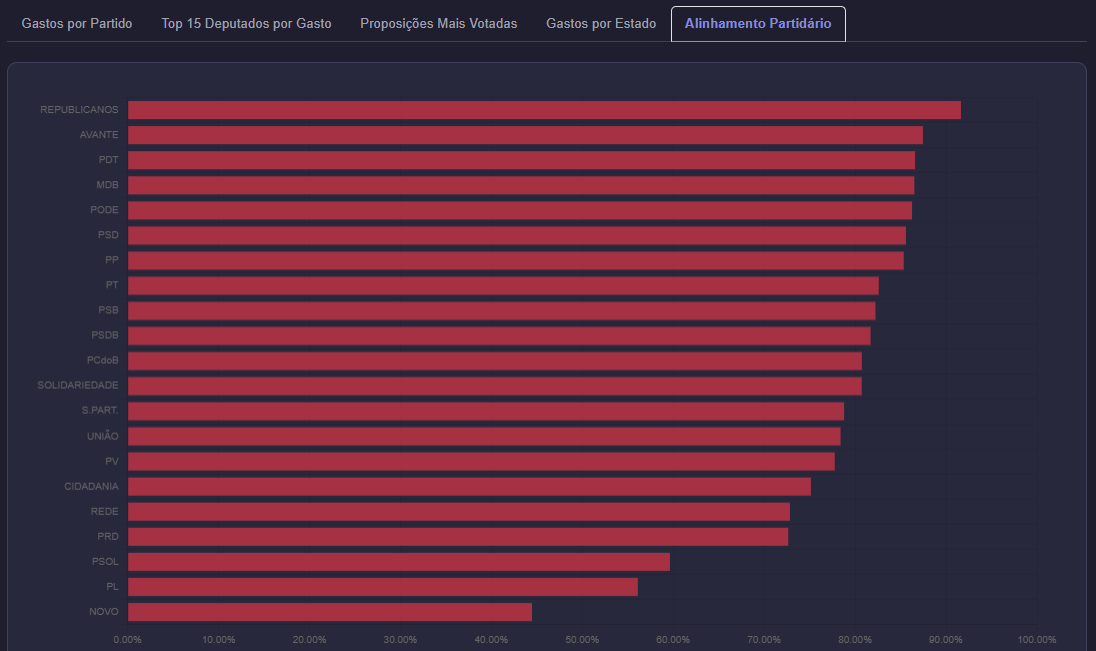 Gastos por Partido Top 15 Deputados por Gasto Proposições Mais Votadas Gastos por Estado Alinhamento Partidário
REPUBLICANOS
AVANTE
PDT
MDB
PODE
PSD
PP
PT
PSB
PSDB
PCdoB
SOLIDARIEDADE
S.PART.
UNIÃO
PV
CIDADANIA
REDE
PRD
PSOL
PL
NOVO
0.00% 10.00% 20.00% 30.00% 40.00% 50.00% 60.00% 70.00% 80.00% 90.00% 100.00%